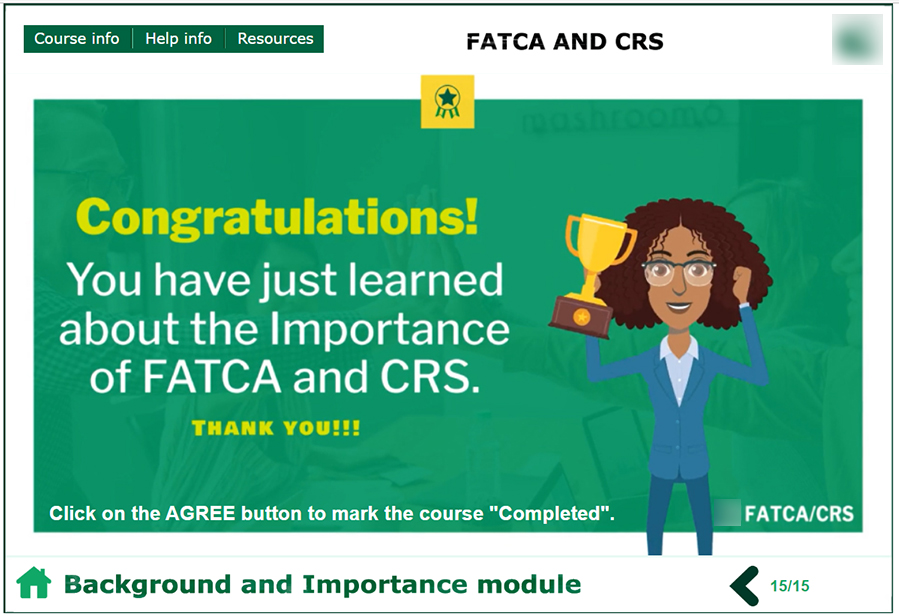 Course info
Help info
Resources
FATCA AND CRS
mashroomo
Congratulations!
You have just learned
about the Importance
of FATCA and CRS.
THANK YOU!!!
Click on the AGREE button to mark the course "Completed".
FATCA/CRS
Background and Importance module
15/15